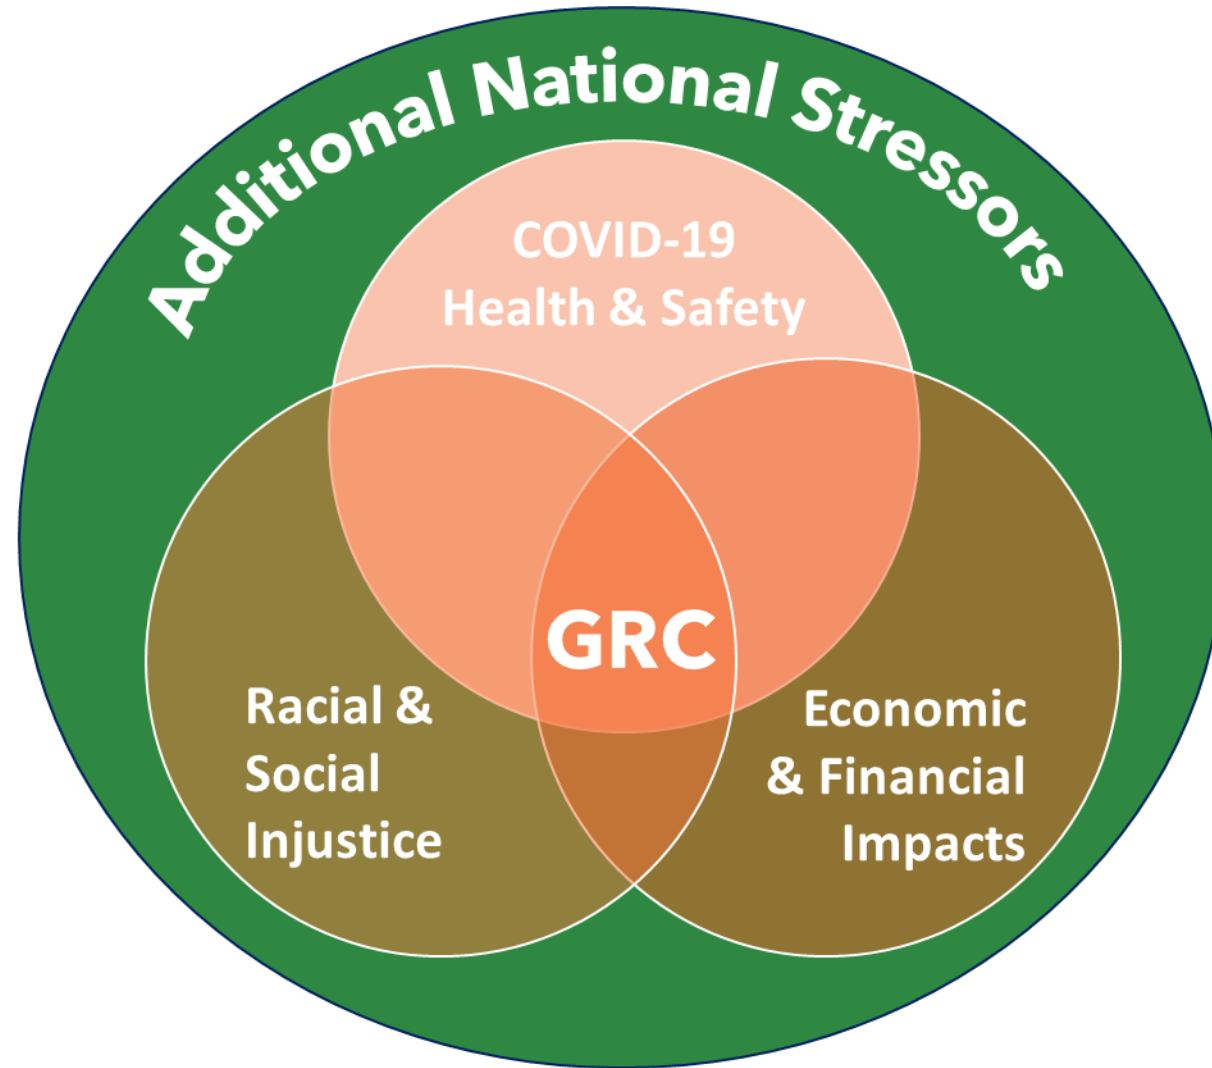 Additional National Stressors
COVID-19
Health & Safety
GRC
Racial &
Social
Injustice
Economic
& Financial
Impacts